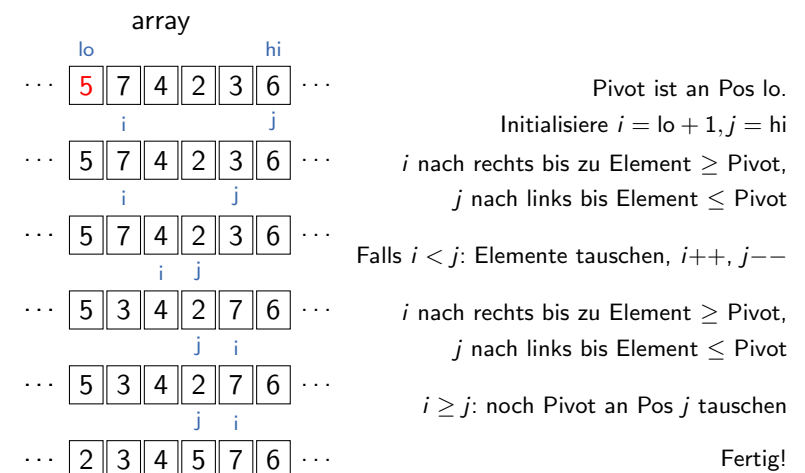 array
lo hi
· · · 5 7 4 2 3 6 · · · Pivot ist an Pos lo.
i j Initialisiere i = lo + 1, j = hi
· · · 5 7 4 2 3 6 · · · i nach rechts bis zu Element ≥ Pivot,
i j j nach links bis Element ≤ Pivot
· · · 5 7 4 2 3 6 · · · Falls i < j: Elemente tauschen, i++, j−−
i j
· · · 5 3 4 2 7 6 · · · i nach rechts bis zu Element ≥ Pivot,
j i j nach links bis Element ≤ Pivot
· · · 5 3 4 2 7 6 · · · i ≥ j: noch Pivot an Pos j tauschen
j i
· · · 2 3 4 5 7 6 · · · Fertig!